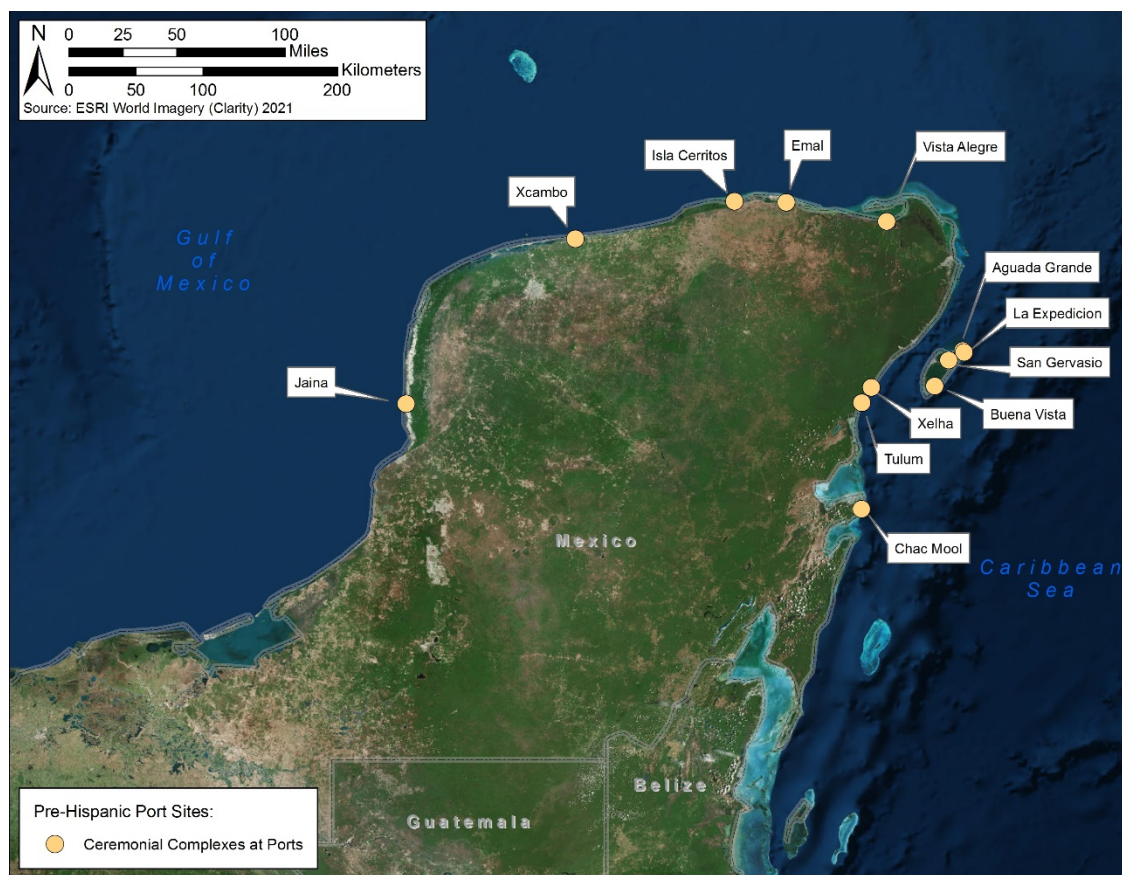 N
0 25 50 100
Miles
Kilometers
0 50 100 200
Source: ESRI World Imagery (Clarity) 2021
Isla Cerritos
Emal
Vista Alegre
Xcambo
Gulf
of
Mexico
Aguada Grande
La Expedicion
San Gervasio
Jaina
Buena Vista
Xelha
Tulum
Mexico
Chac Mool
Caribbean
Sea
Belize
Guatemala
Pre-Hispanic Port Sites:
Ceremonial Complexes at Ports